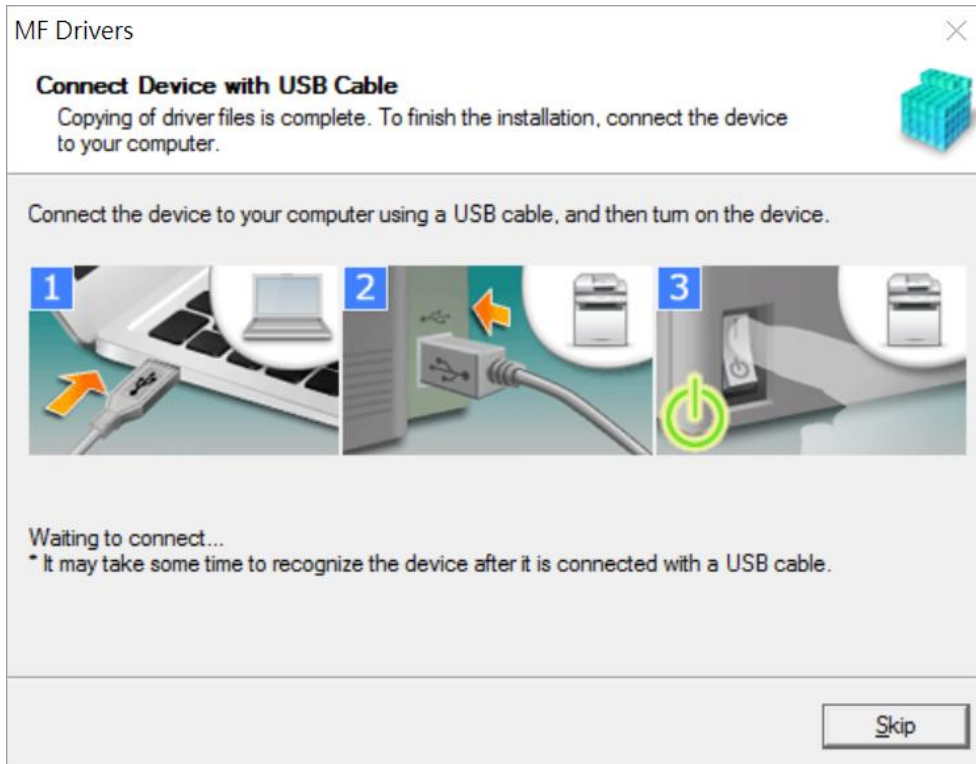 MF Drivers
Connect Device with USB Cable
Copying of driver files is complete. To finish the installation, connect the device
to your computer.
Connect the device to your computer using a USB cable, and then turn on the device.
1 2 3
Waiting to connect...
* It may take some time to recognize the device after it is connected with a USB cable.
Skip